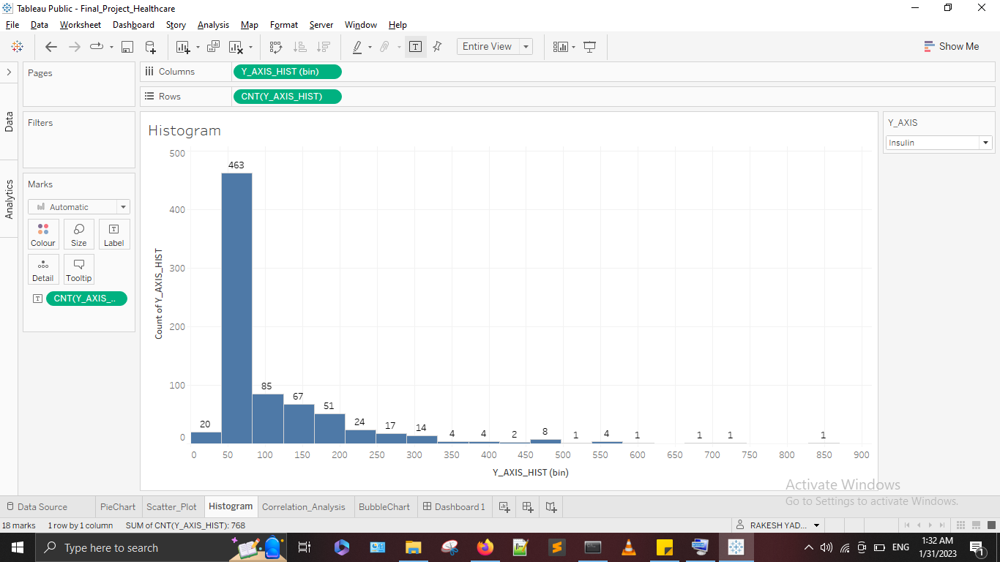 Tableau Public - Final_Project_Healthcare
File Data Worksheet Dashboard Story Analysis Map Format Server Window Help
Entire View
Show Me
Pages
Columns
Y_AXIS_HIST (bin)
Rows
CNT(Y_AXIS_HIST)
Data
Analytics
Filters
Marks
Automatic
Colour
Size
Label
Detail
Tooltip
CNT(Y_AXIS_..
Histogram
Y_AXIS
Insulin
500
400
300
200
100
0
Count of Y_AXIS_HIST
463
20 85 67 51 24 17 14 4 4 2 8 1 4 1 1 1 1
0 50 100 150 200 250 300 350 400 450 500 550 600 650 700 750 800 850 900
Y_AXIS_HIST (bin)
Activate Windows
Go to Settings to activate Windows.
Data Source PieChart Scatter_Plot Histogram Correlation_Analysis BubbleChart Dashboard 1
18 marks 1 row by 1 column SUM of CNT(Y_AXIS_HIST): 768
RAKESH YAD...
Type here to search
ENG
1:32 AM
1/31/2023
1